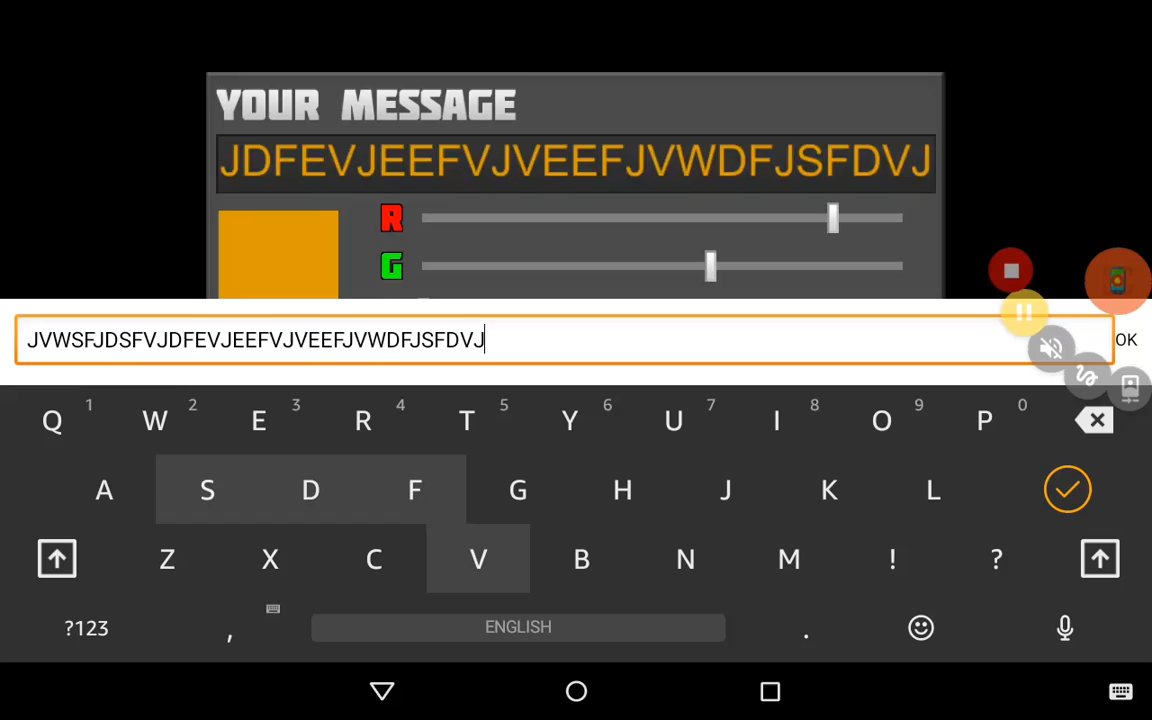 YOUR MESSAGE
JDFEVJEEFVJVEEFJVWDFJSFDVJ
R
G
JVWSFJDSFVJDFEVJEEFVJVEEFJVWDFJSFDVJ
OK
1 2 3 4 5 6 7 8 9 0
Q W E R T Y U I O P
A S D F G H J K L
Z X C V B N M ! ?
?123 , ENGLISH .